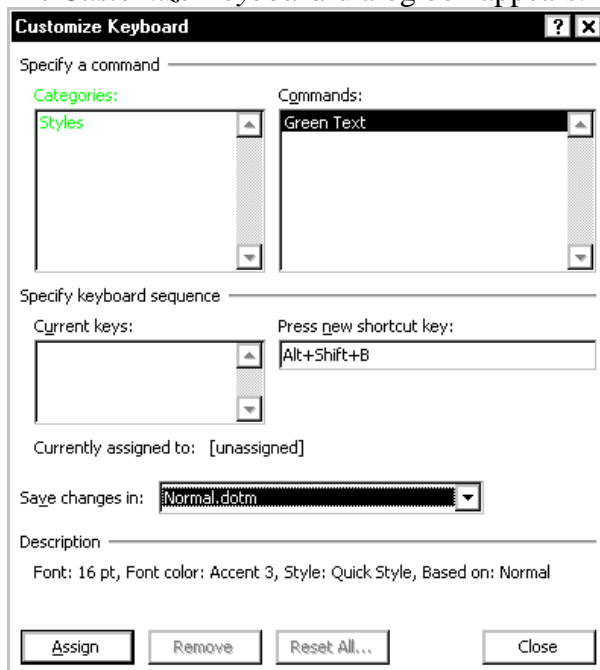 Customize Keyboard
Specify a command
Categories: Commands:
Styles Green Text
Specify keyboard sequence
Current keys: Press new shortcut key:
Alt+Shift+B
Currently assigned to: [unassigned]
Save changes in: Normal.dotm
Description
Font: 16 pt, Font color: Accent 3, Style: Quick Style, Based on: Normal
Assign Remove Reset All... Close